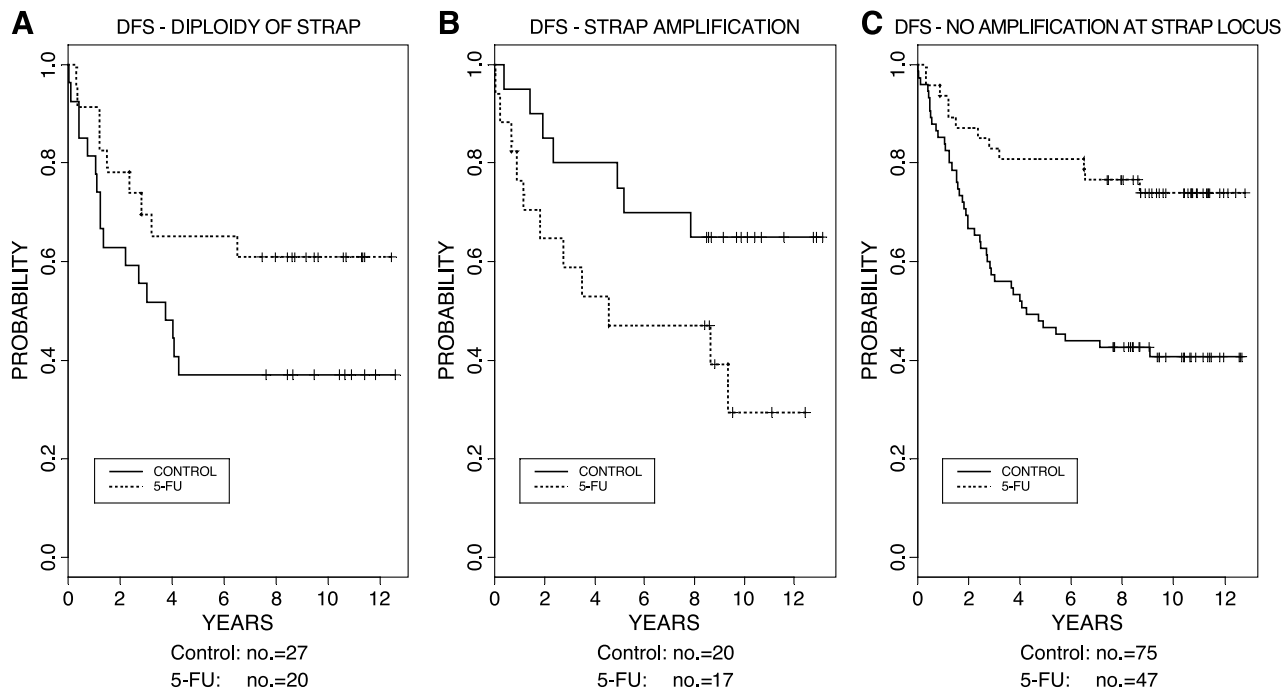 A
DFS - DIPLOIDY OF STRAP
PROBABILITY
1.0
0.8
0.6
0.4
0.2
0.0
CONTROL
5-FU
0 2 4 6 8 10 12
YEARS
Control: no.=27
5-FU: no.=20
B
DFS - STRAP AMPLIFICATION
PROBABILITY
1.0
0.8
0.6
0.4
0.2
0.0
CONTROL
5-FU
0 2 4 6 8 10 12
YEARS
Control: no.=20
5-FU: no.=17
C
DFS - NO AMPLIFICATION AT STRAP LOCUS
PROBABILITY
1.0
0.8
0.6
0.4
0.2
0.0
CONTROL
5-FU
0 2 4 6 8 10 12
YEARS
Control: no.=75
5-FU: no.=47